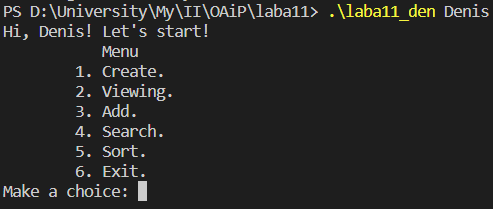 PS D:\University\My\II\OAiP\laba11> .\laba11_den Denis
Hi, Denis! Let's start!
Menu
1. Create.
2. Viewing.
3. Add.
4. Search.
5. Sort.
6. Exit.
Make a choice: